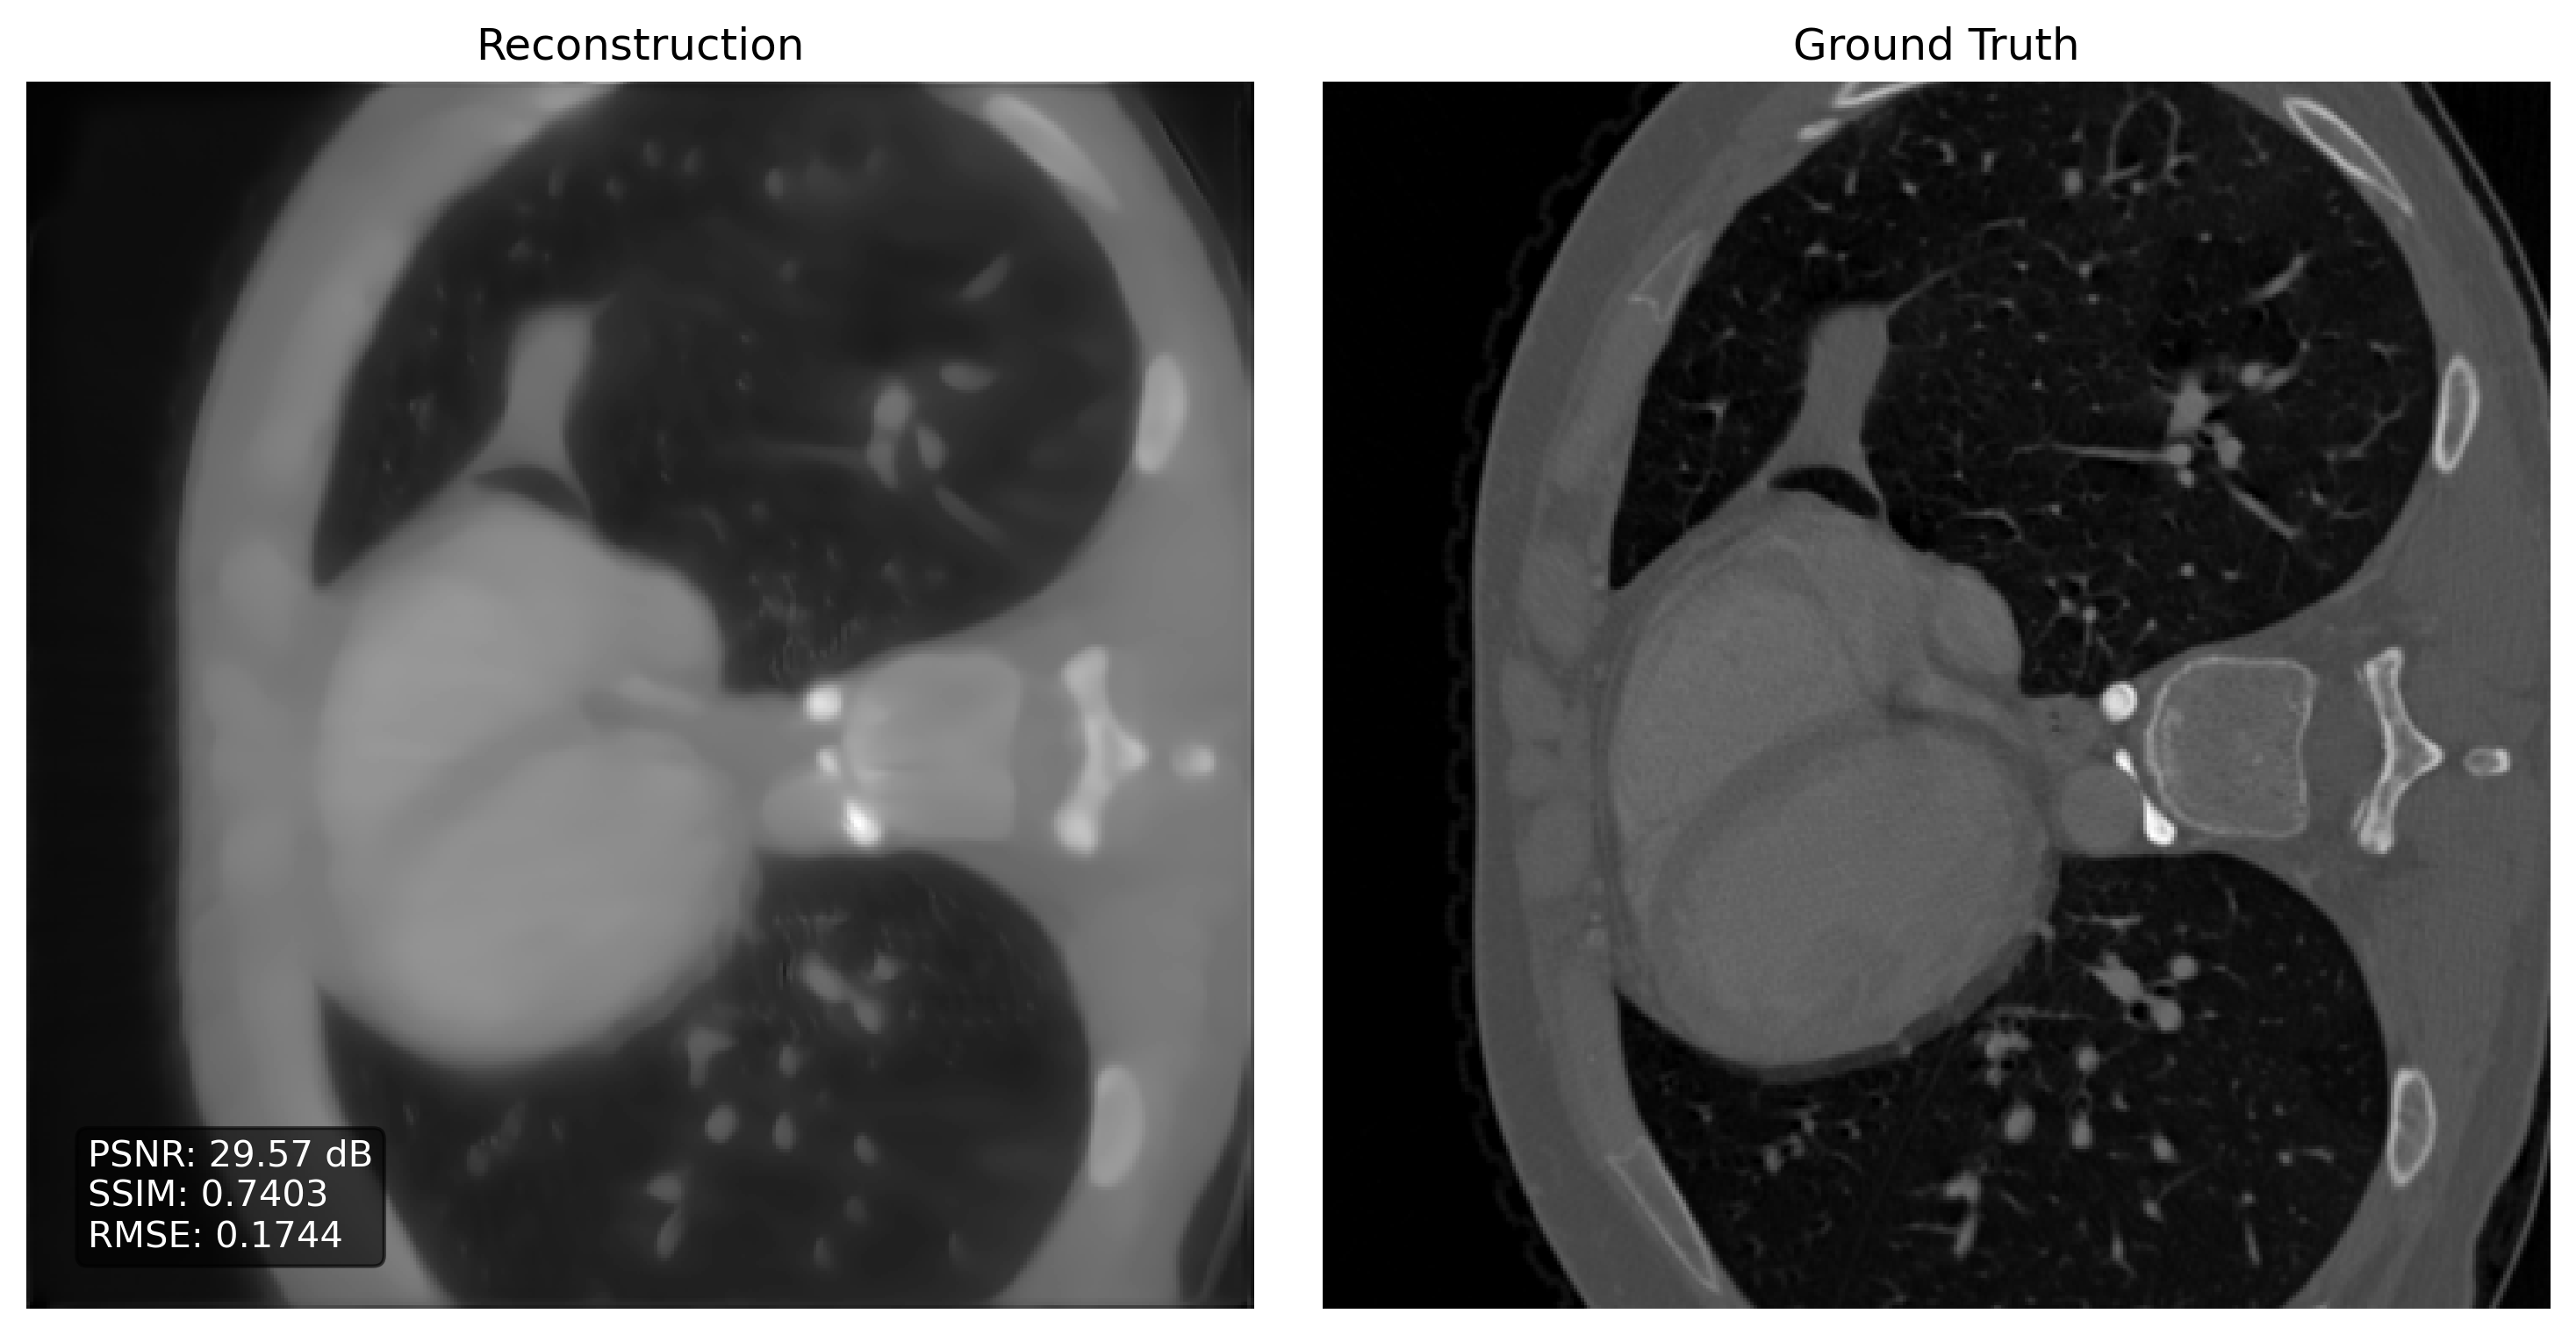 Reconstruction
Ground Truth
PSNR: 29.57 dB
SSIM: 0.7403
RMSE: 0.1744